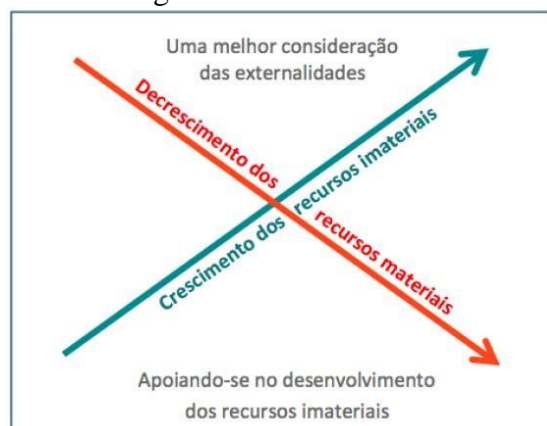 Uma melhor consideração
das externalidades
Decrescimento dos recursos materiais
Crescimento dos recursos imateriais
Apoiando-se no desenvolvimento
dos recursos imateriais